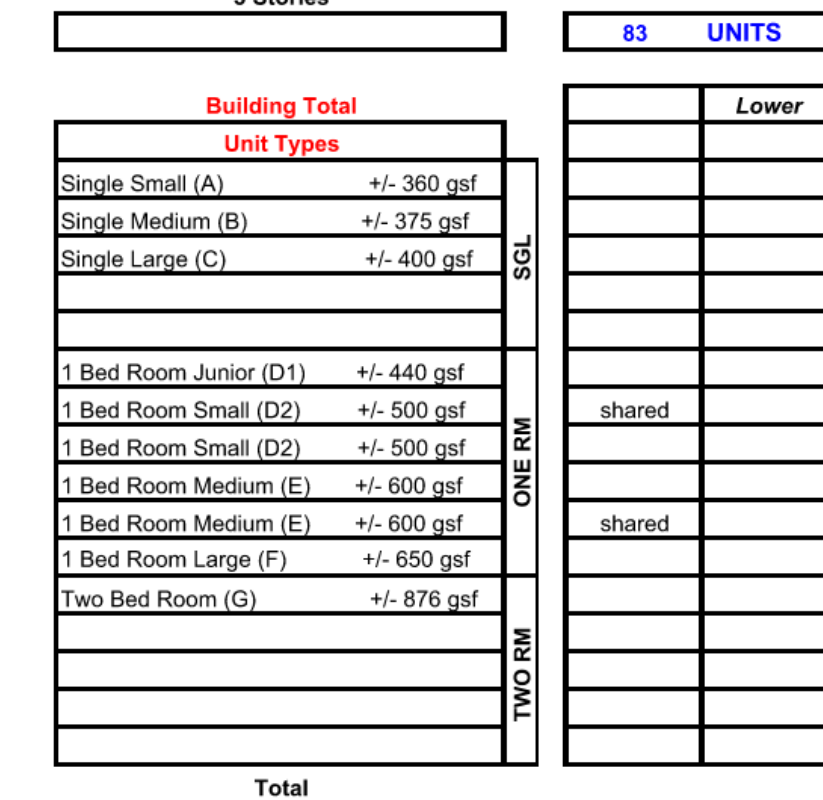 5 Stories
83 UNITS
Building Total
Lower
Unit Types
Single Small (A) +/- 360 gsf
Single Medium (B) +/- 375 gsf
Single Large (C) +/- 400 gsf
SGL
1 Bed Room Junior (D1) +/- 440 gsf
1 Bed Room Small (D2) +/- 500 gsf shared
1 Bed Room Small (D2) +/- 500 gsf
1 Bed Room Medium (E) +/- 600 gsf
1 Bed Room Medium (E) +/- 600 gsf shared
1 Bed Room Large (F) +/- 650 gsf
ONE RM
Two Bed Room (G) +/- 876 gsf
TWO RM
Total